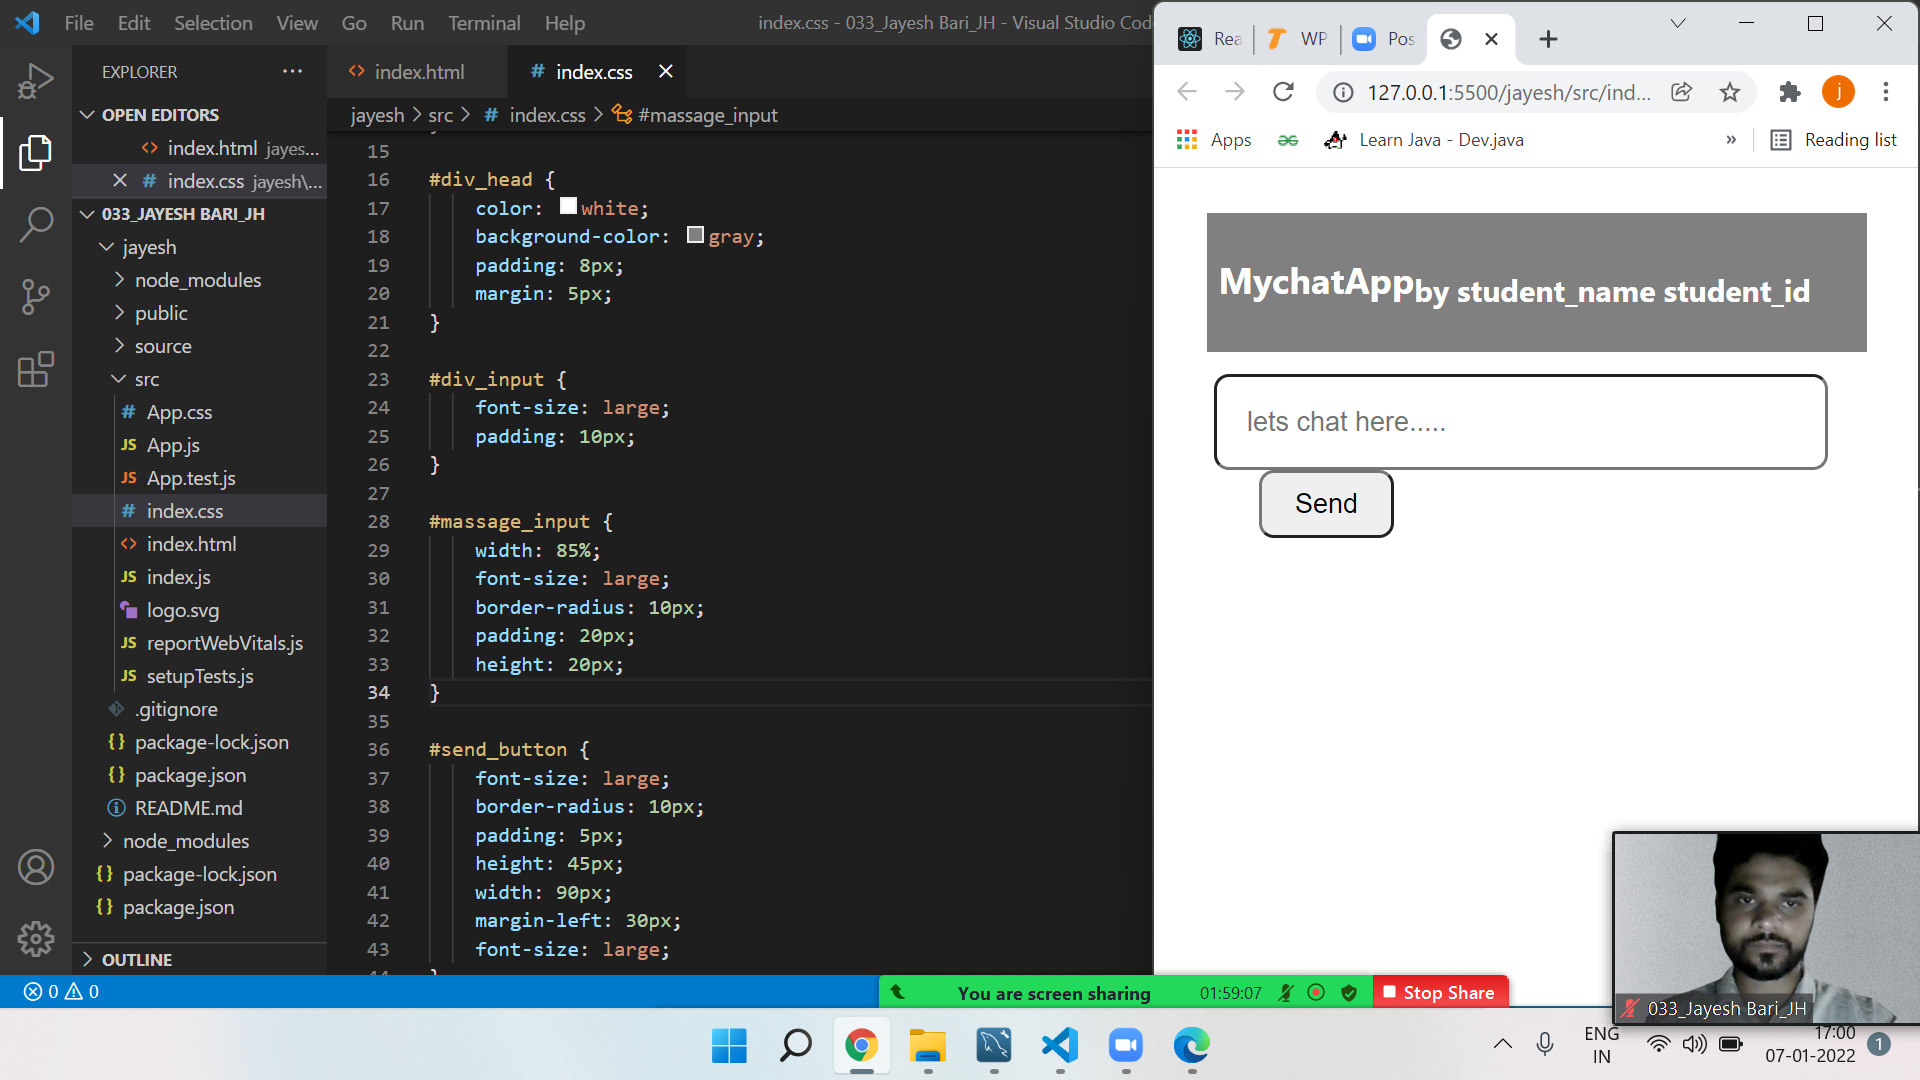 File Edit Selection View Go Run Terminal Help
index.css - 033_Jayesh Bari_JH - Visual Studio Code
EXPLORER
OPEN EDITORS
index.html jayes...
index.css jayesh\...
033_JAYESH BARI_JH
jayesh
node_modules
public
source
src
App.css
App.js
App.test.js
index.css
index.html
index.js
logo.svg
reportWebVitals.js
setupTests.js
.gitignore
package-lock.json
package.json
README.md
node_modules
package-lock.json
package.json
OUTLINE
index.html
index.css
jayesh > src > # index.css > #massage_input
15
16 #div_head {
17 color: white;
18 background-color: gray;
19 padding: 8px;
20 margin: 5px;
21 }
22
23 #div_input {
24 font-size: large;
25 padding: 10px;
26 }
27
28 #massage_input {
29 width: 85%;
30 font-size: large;
31 border-radius: 10px;
32 padding: 20px;
33 height: 20px;
34 }
35
36 #send_button {
37 font-size: large;
38 border-radius: 10px;
39 padding: 5px;
40 height: 45px;
41 width: 90px;
42 margin-left: 30px;
43 font-size: large;
0 0
You are screen sharing 01:59:07 Stop Share
Rea WP Pos
127.0.0.1:5500/jayesh/src/ind... j
Apps Learn Java - Dev.java » Reading list
MychatAppby student_name student_id
lets chat here.....
Send
033_Jayesh Bari_JH
ENG
IN
17:00
07-01-2022
1